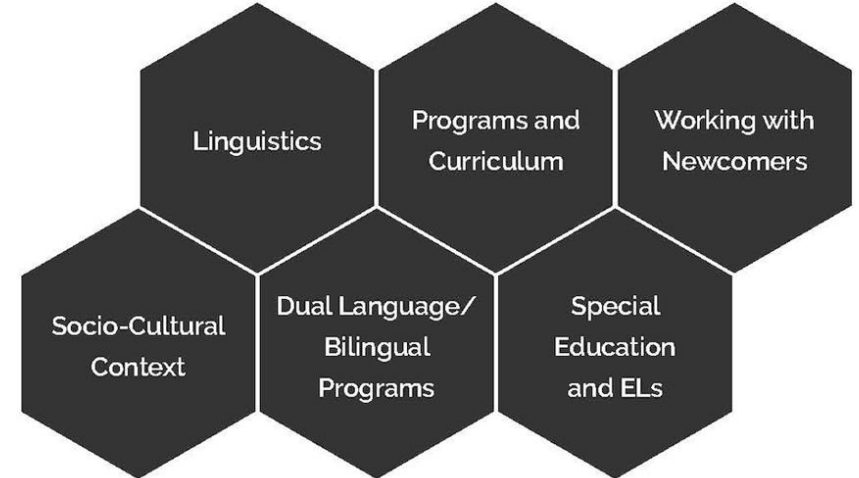 Linguistics
Programs and
Curriculum
Working with
Newcomers
Socio-Cultural
Context
Dual Language/
Bilingual
Programs
Special
Education
and ELs